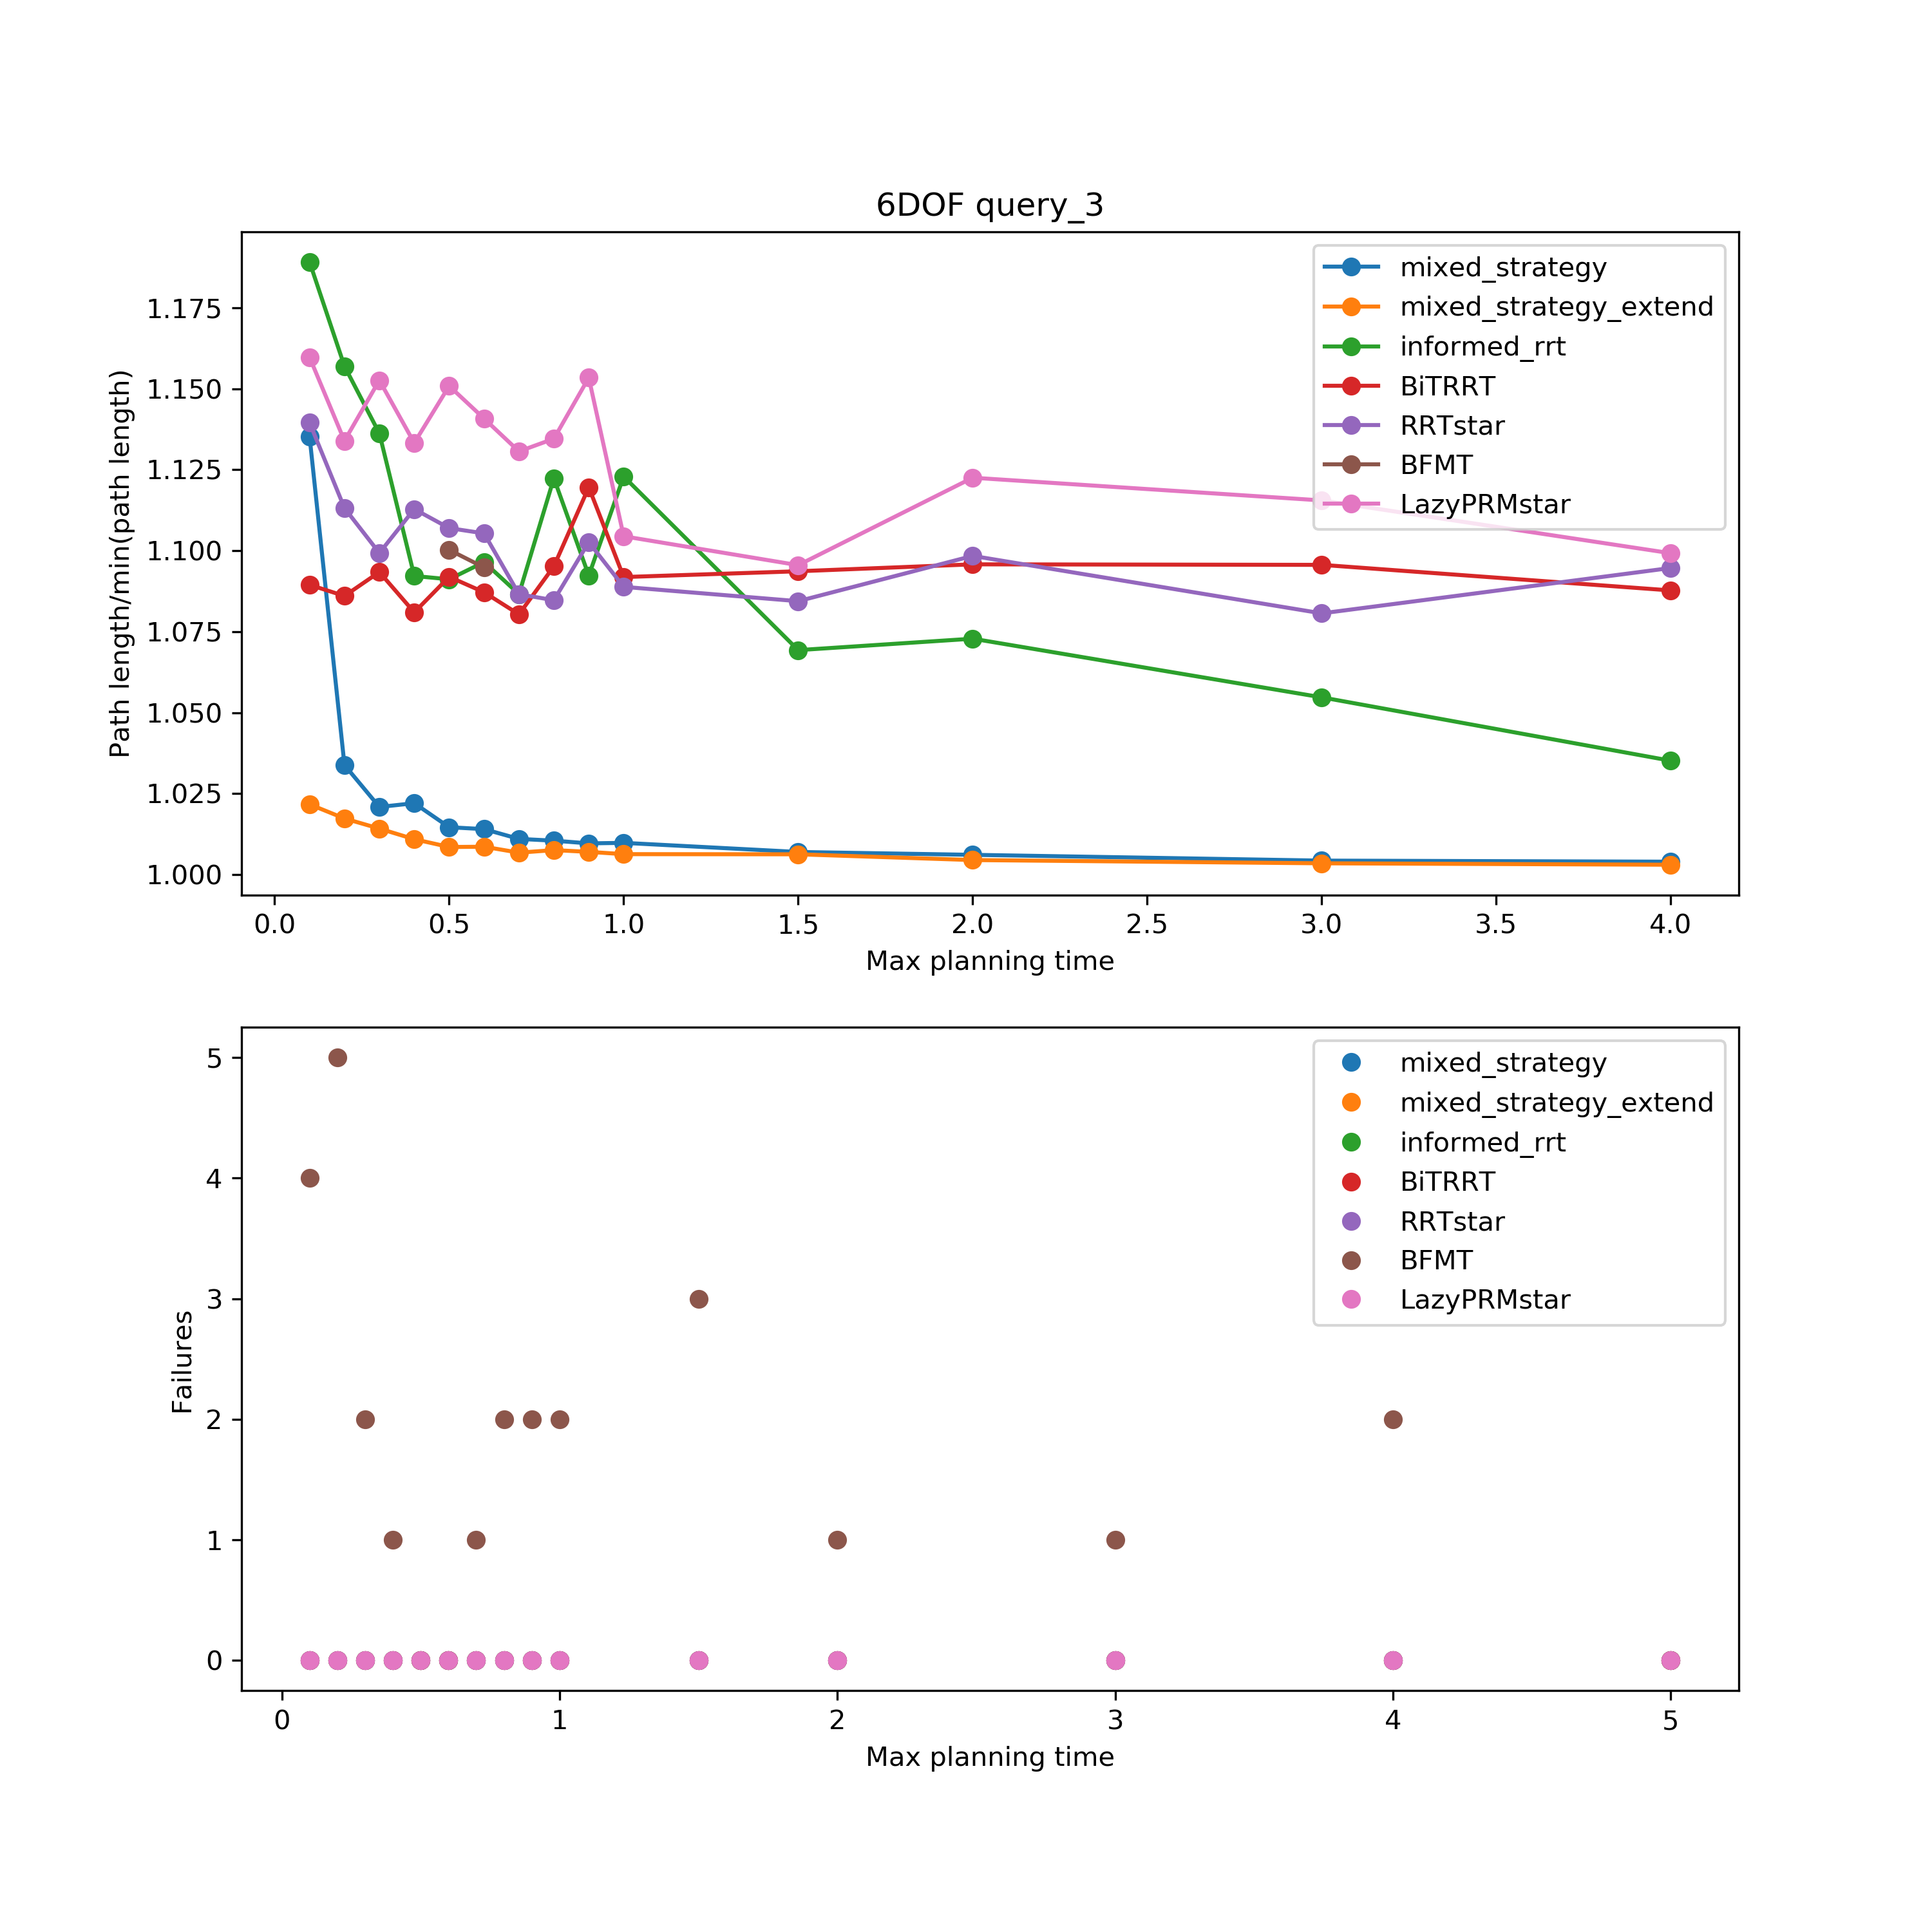 6DOF query_3
Path length/min(path length)
1.175
1.150
1.125
1.100
1.075
1.050
1.025
1.000
mixed_strategy
mixed_strategy_extend
informed_rrt
BiTRRT
RRTstar
BFMT
LazyPRMstar
0.0 0.5 1.0 1.5 2.0 2.5 3.0 3.5 4.0
Max planning time
Failures
5
4
3
2
1
0
mixed_strategy
mixed_strategy_extend
informed_rrt
BiTRRT
RRTstar
BFMT
LazyPRMstar
0 1 2 3 4 5
Max planning time